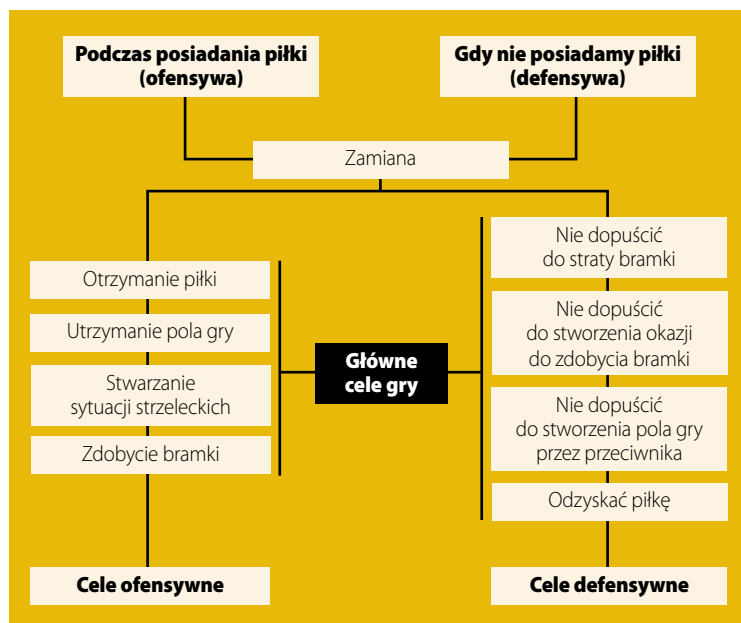 Podczas posiadania piłki
(ofensywa)
Gdy nie posiadamy piłki
(defensywa)
Zamiana
Otrzymanie piłki
Utrzymanie pola gry
Stwarzanie
sytuacji strzeleckich
Zdobycie bramki
Główne
cele gry
Nie dopuścić
do straty bramki
Nie dopuścić
do stworzenia okazji
do zdobycia bramki
Nie dopuścić
do stworzenia pola gry
przez przeciwnika
Odzyskać piłkę
Cele ofensywne
Cele defensywne